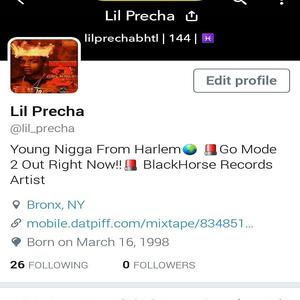 Lil Precha
lilprechabhtl | 144 | ♓
Edit profile
Lil Precha
@lil_precha
Young Nigga From Harlem🌎 🚨Go Mode
2 Out Right Now!!🚨 BlackHorse Records
Artist
Bronx, NY
mobile.datpiff.com/mixtape/834851...
Born on March 16, 1998
26 FOLLOWING 0 FOLLOWERS